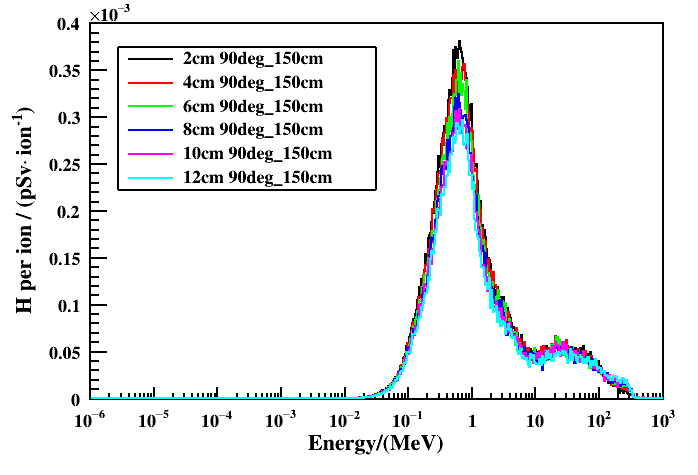 ×10⁻³
H per ion / (pSv· ion⁻¹)
0.4
0.35
0.3
0.25
0.2
0.15
0.1
0.05
0
2cm 90deg_150cm
4cm 90deg_150cm
6cm 90deg_150cm
8cm 90deg_150cm
10cm 90deg_150cm
12cm 90deg_150cm
10⁻⁶ 10⁻⁵ 10⁻⁴ 10⁻³ 10⁻² 10⁻¹ 1 10 10² 10³
Energy/(MeV)